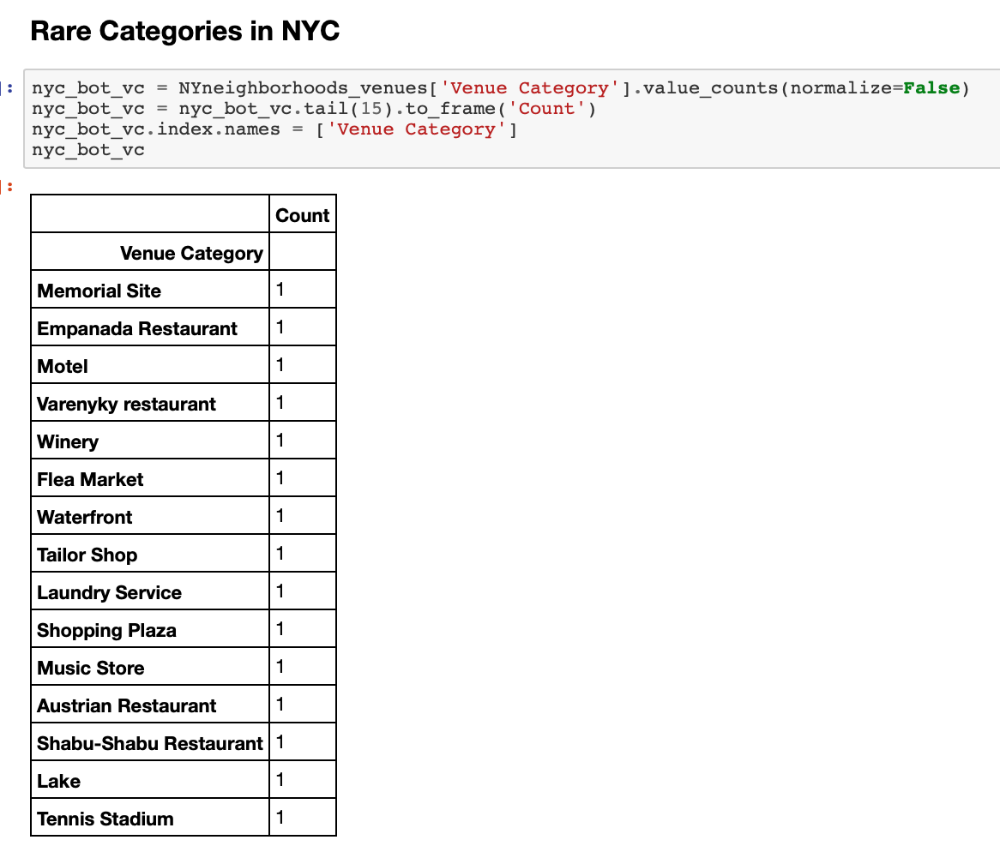 Rare Categories in NYC
]: nyc_bot_vc = NYneighborhoods_venues['Venue Category'].value_counts(normalize=False)
nyc_bot_vc = nyc_bot_vc.tail(15).to_frame('Count')
nyc_bot_vc.index.names = ['Venue Category']
nyc_bot_vc
]:
Count
Venue Category
Memorial Site 1
Empanada Restaurant 1
Motel 1
Varenyky restaurant 1
Winery 1
Flea Market 1
Waterfront 1
Tailor Shop 1
Laundry Service 1
Shopping Plaza 1
Music Store 1
Austrian Restaurant 1
Shabu-Shabu Restaurant 1
Lake 1
Tennis Stadium 1